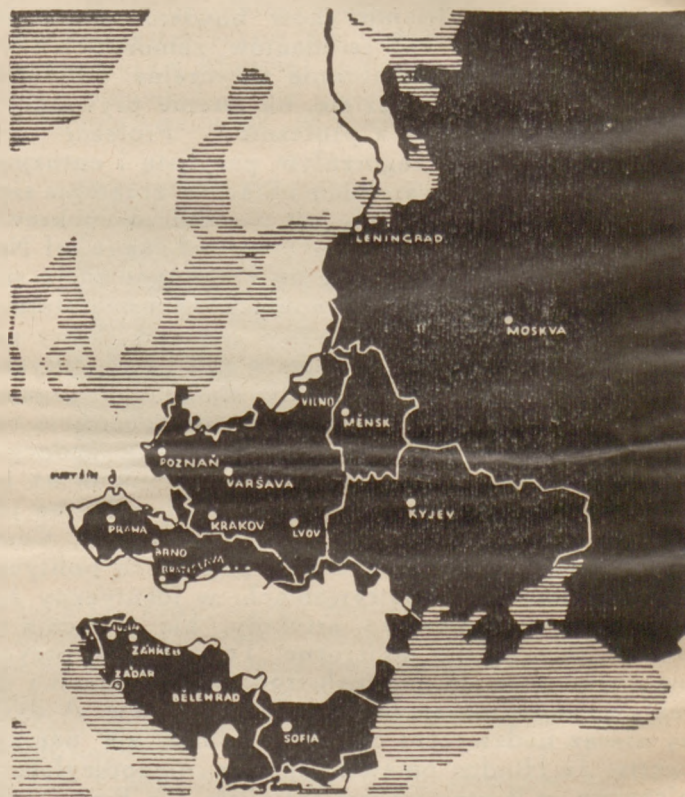 LENINGRAD.
MOSKVA
VILNO
MĚNSK
POZNAŇ
VARŠAVA
KYJEV
PRAHA
KRAKOV
LVOV
BRNO
BRATISLAVA
ZÁHŘEB
ZADAR
BĚLEHRAD
SOFIA